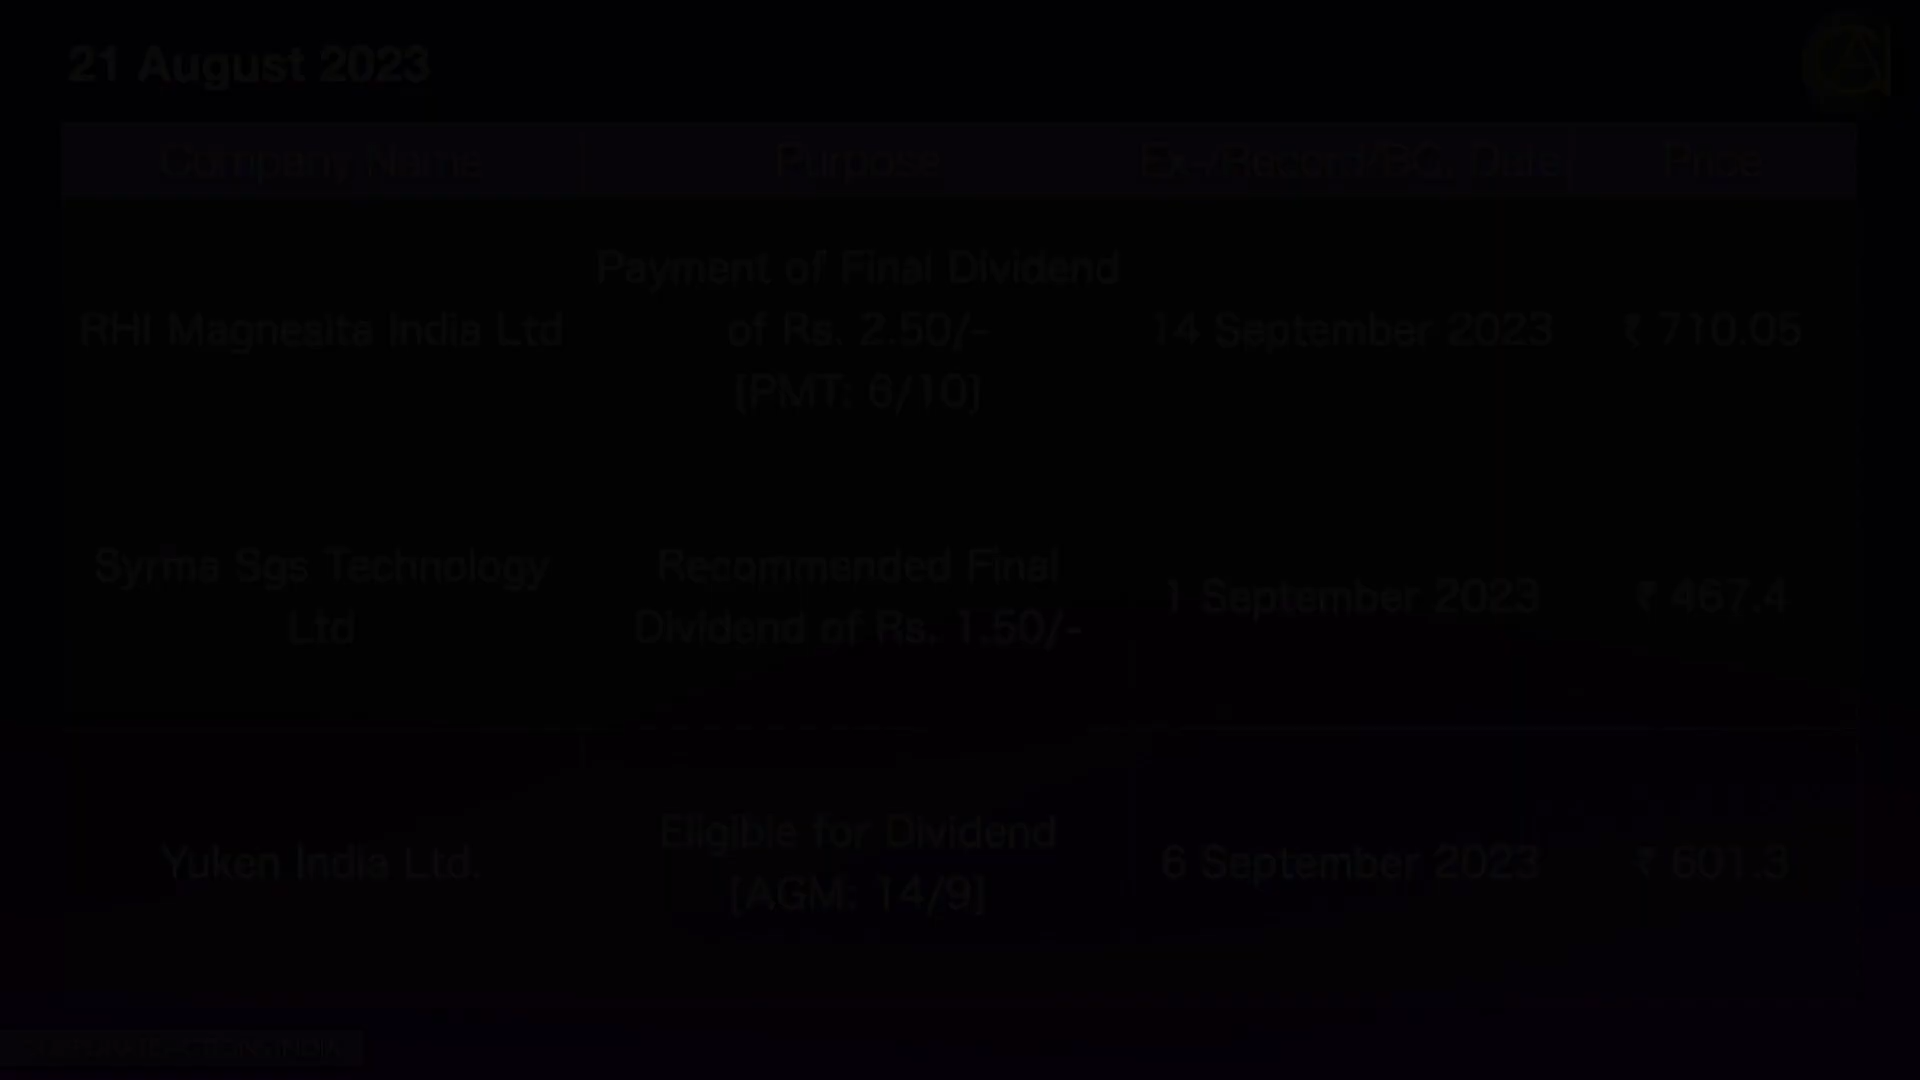 21 August 2023
Company Name Purpose Ex-/Record/BC. Date Price
Payment of Final Dividend
RHI Magnesita India Ltd of Rs. 2.50/- 14 September 2023 ₹ 710.05
[PMT: 6/10]
Syrma Sgs Technology Recommended Final
1 September 2023 ₹ 467.4
Ltd Dividend of Rs. 1.50/-
Eligible for Dividend
Yuken India Ltd. 6 September 2023 ₹ 601.3
[AGM: 14/9]